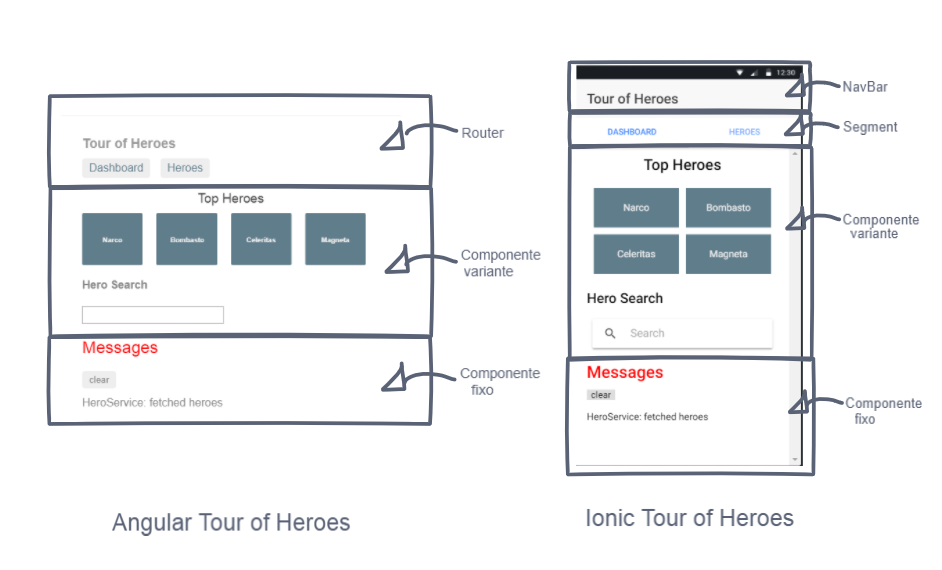 Tour of Heroes
Dashboard Heroes
Router
Top Heroes
Narco Bombasto Celeritas Magneta
Hero Search
Componente
variante
Messages
clear
HeroService: fetched heroes
Componente
fixo
Angular Tour of Heroes
12:30
Tour of Heroes
NavBar
DASHBOARD HEROES
Segment
Top Heroes
Narco Bombasto
Celeritas Magneta
Componente
variante
Hero Search
Search
Messages
clear
HeroService: fetched heroes
Componente
fixo
Ionic Tour of Heroes